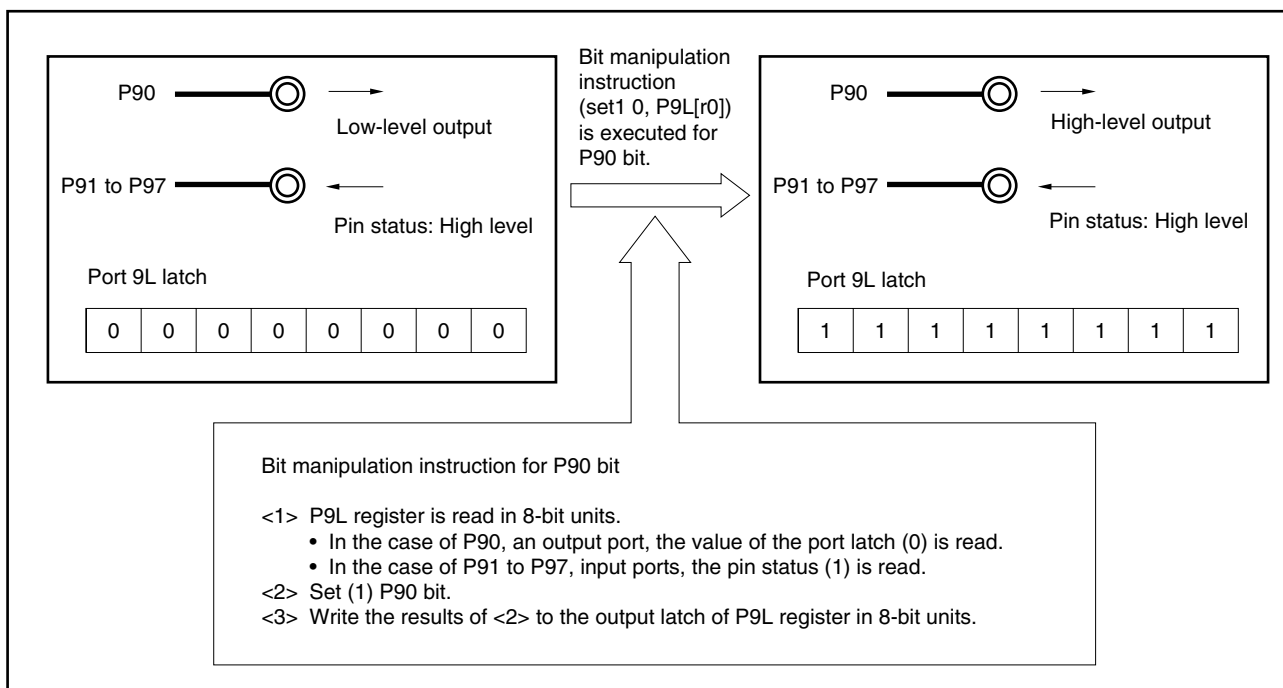 P90
Low-level output
P91 to P97
Pin status: High level
Port 9L latch
0 0 0 0 0 0 0 0
Bit manipulation
instruction
(set1 0, P9L[r0])
is executed for
P90 bit.
P90
High-level output
P91 to P97
Pin status: High level
Port 9L latch
1 1 1 1 1 1 1 1
Bit manipulation instruction for P90 bit
<1> P9L register is read in 8-bit units.
• In the case of P90, an output port, the value of the port latch (0) is read.
• In the case of P91 to P97, input ports, the pin status (1) is read.
<2> Set (1) P90 bit.
<3> Write the results of <2> to the output latch of P9L register in 8-bit units.